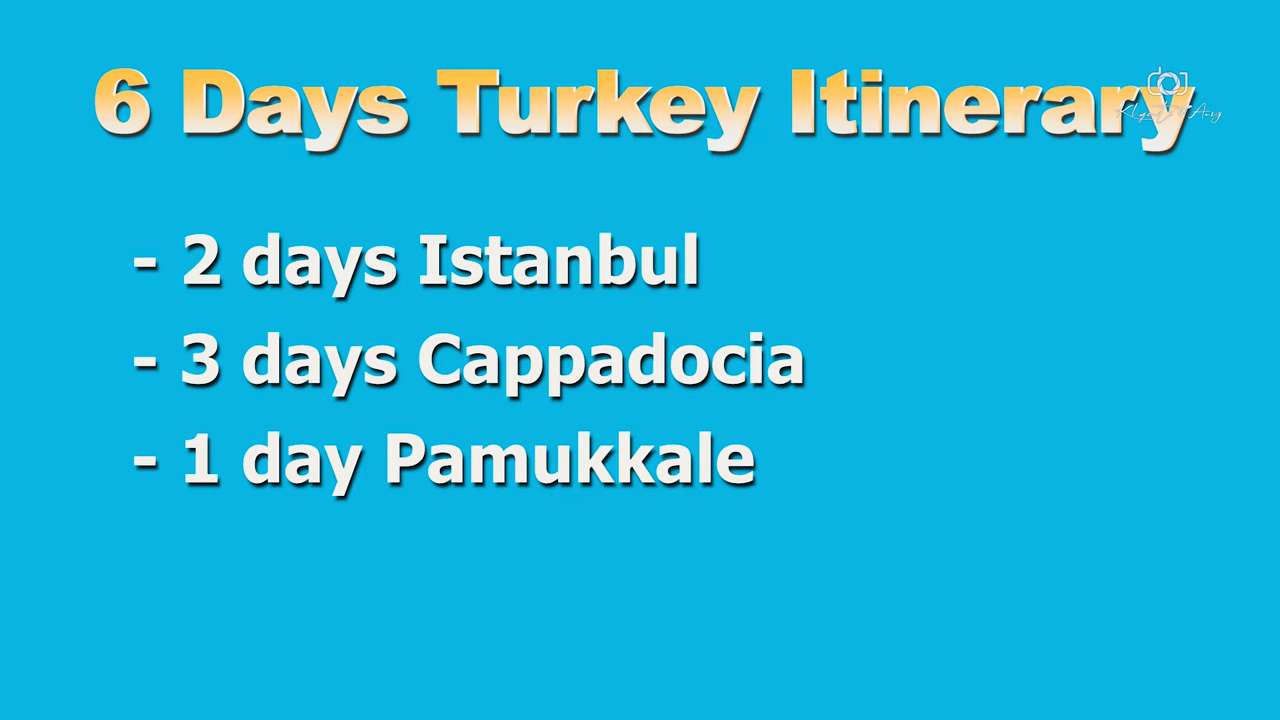 6 Days Turkey Itinerary
- 2 days Istanbul
- 3 days Cappadocia
- 1 day Pamukkale